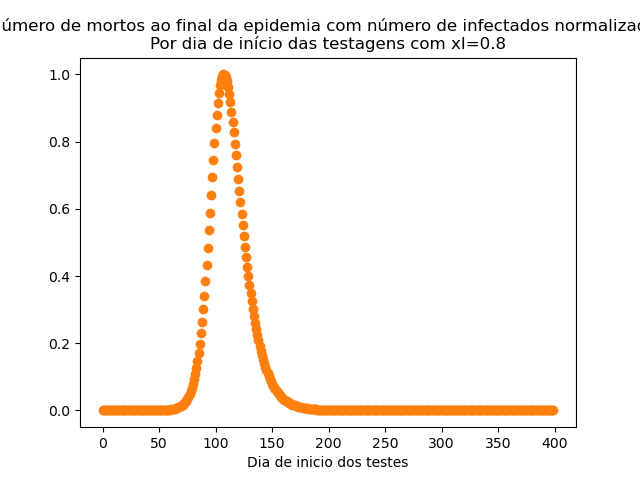 úmero de mortos ao final da epidemia com número de infectados normaliza
Por dia de início das testagens com xI=0.8
1.0
0.8
0.6
0.4
0.2
0.0
0 50 100 150 200 250 300 350 400
Dia de inicio dos testes